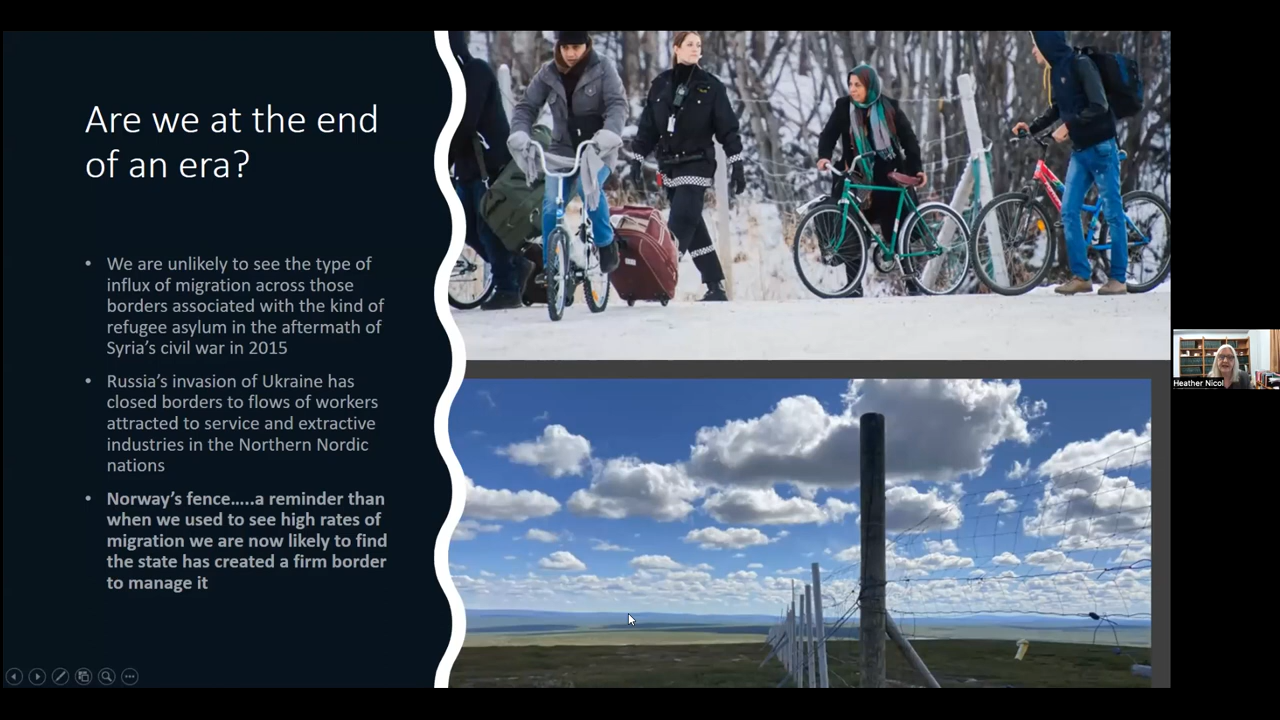 Are we at the end
of an era?
• We are unlikely to see the type of
influx of migration across those
borders associated with the kind of
refugee asylum in the aftermath of
Syria's civil war in 2015
• Russia's invasion of Ukraine has
closed borders to flows of workers
attracted to service and extractive
industries in the Northern Nordic
nations
• Norway's fence.....a reminder than
when we used to see high rates of
migration we are now likely to find
the state has created a firm border
to manage it
Heather Nicol